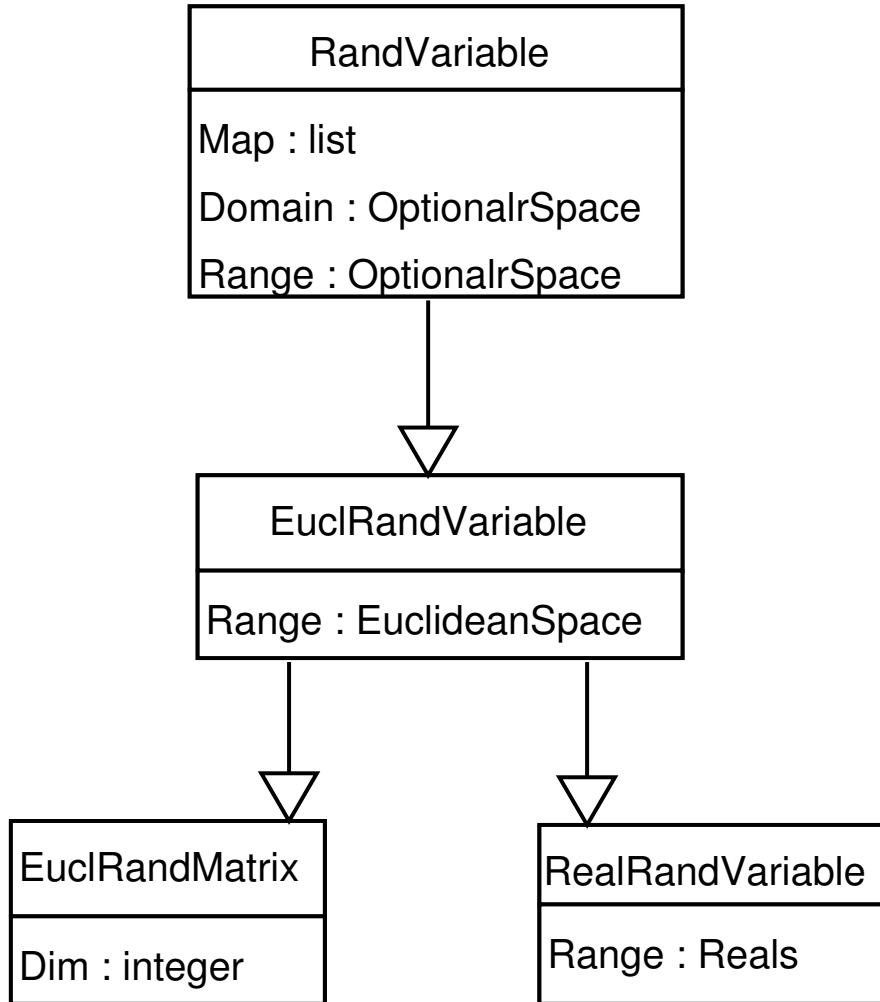 RandVariable
Map : list
Domain : OptionalrSpace
Range : OptionalrSpace
EuclRandVariable
Range : EuclideanSpace
EuclRandMatrix
Dim : integer
RealRandVariable
Range : Reals